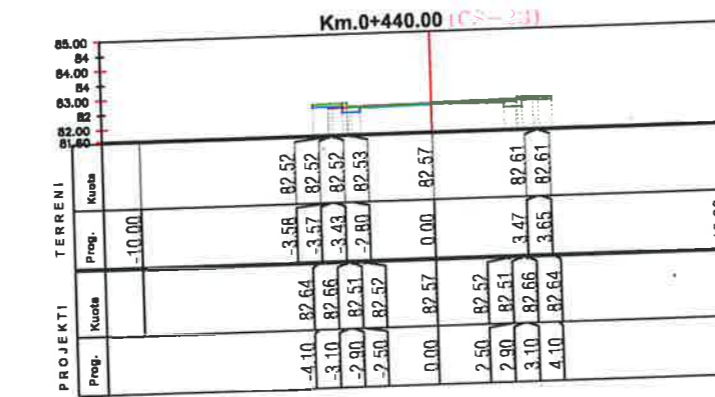 Km.0+440.00
85.00
84
84.00
84
83.00
82
82.00
TERRENI
Kuota
82.52 82.52 82.52 82.53 82.57 82.61 82.61
Prog.
-10.00 -3.58 -3.57 -3.43 -2.80 0.00 3.47 3.65
PROJEKTI
Kuota
82.64 82.66 82.51 82.52 82.57 82.52 82.51 82.66 82.64
Prog.
-4.10 -3.10 -2.90 -2.50 0.00 2.50 2.90 3.10 4.10